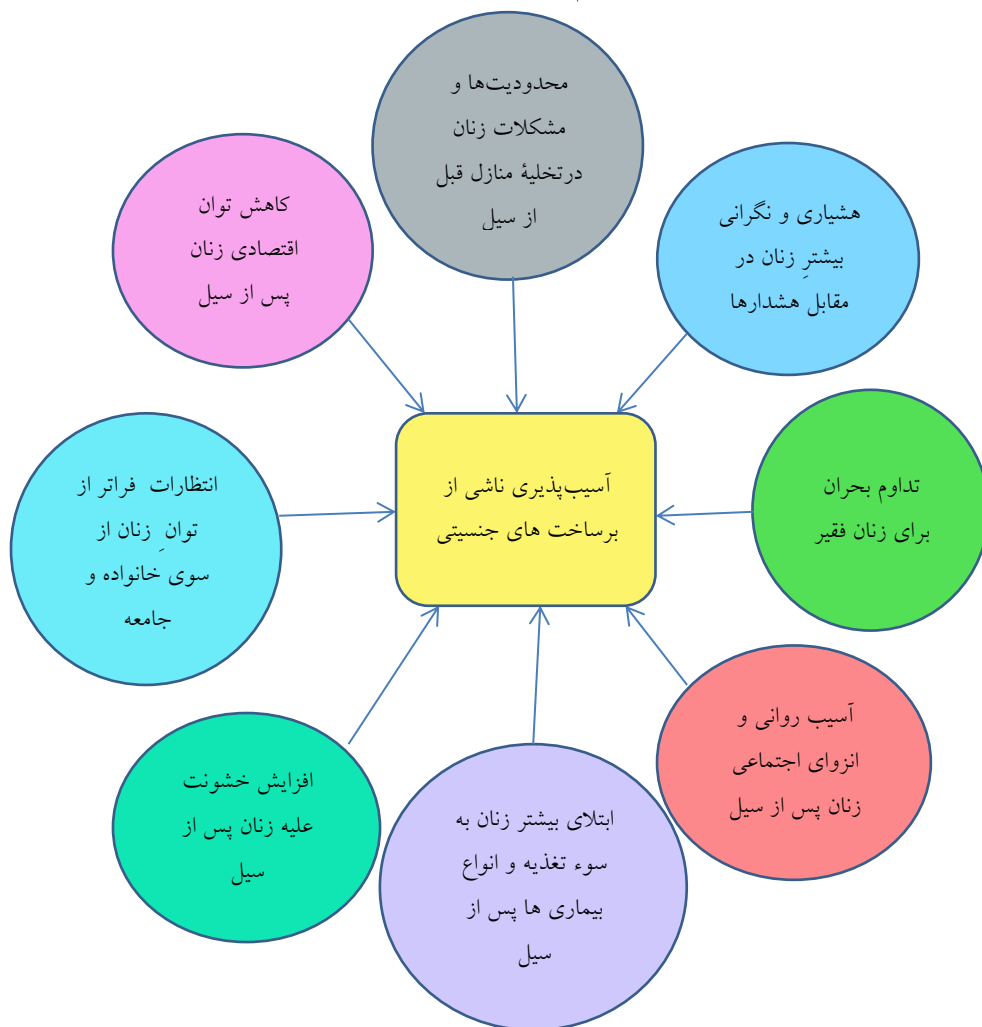 محدودیت‌ها و
مشکلات زنان
درتخلیۀ منازل قبل
از سیل
هشیاری و نگرانی
بیشترِ زنان در
مقابل هشدارها
تداوم بحران
برای زنان فقیر
آسیب روانی و
انزوای اجتماعی
زنان پس از سیل
ابتلای بیشتر زنان به
سوء تغذیه و انواع
بیماری ها پس از
سیل
افزایش خشونت
علیه زنان پس از
سیل
انتظارات فراتر از
توانِ زنان از
سوی خانواده و
جامعه
کاهش توان
اقتصادی زنان
پس از سیل
آسیب‌پذیری ناشی از
برساخت های جنسیتی